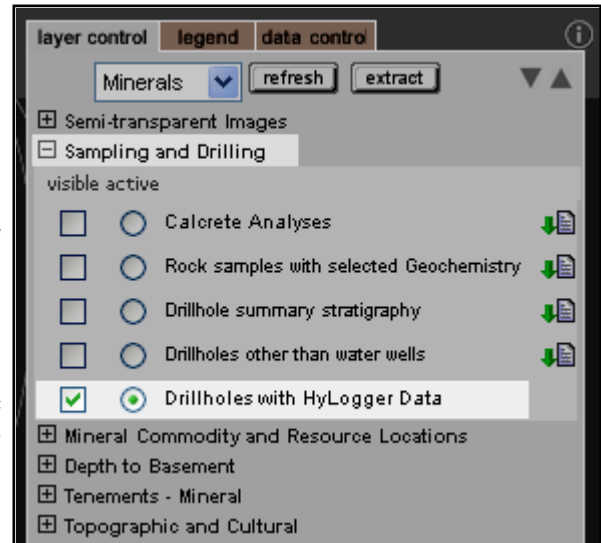 layer control legend data control
Minerals refresh extract
Semi-transparent Images
Sampling and Drilling
visible active
Calcrete Analyses
Rock samples with selected Geochemistry
Drillhole summary stratigraphy
Drillholes other than water wells
Drillholes with HyLogger Data
Mineral Commodity and Resource Locations
Depth to Basement
Tenements - Mineral
Topographic and Cultural